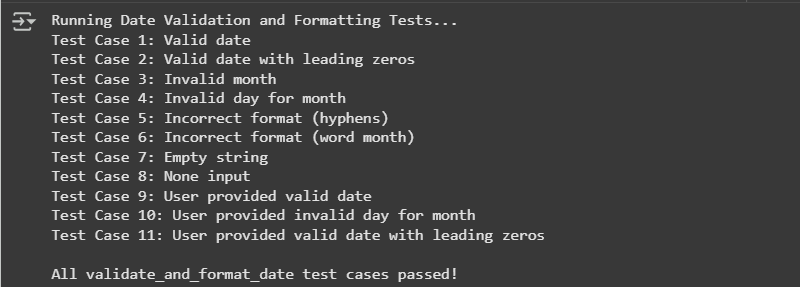 Running Date Validation and Formatting Tests...
Test Case 1: Valid date
Test Case 2: Valid date with leading zeros
Test Case 3: Invalid month
Test Case 4: Invalid day for month
Test Case 5: Incorrect format (hyphens)
Test Case 6: Incorrect format (word month)
Test Case 7: Empty string
Test Case 8: None input
Test Case 9: User provided valid date
Test Case 10: User provided invalid day for month
Test Case 11: User provided valid date with leading zeros
All validate_and_format_date test cases passed!